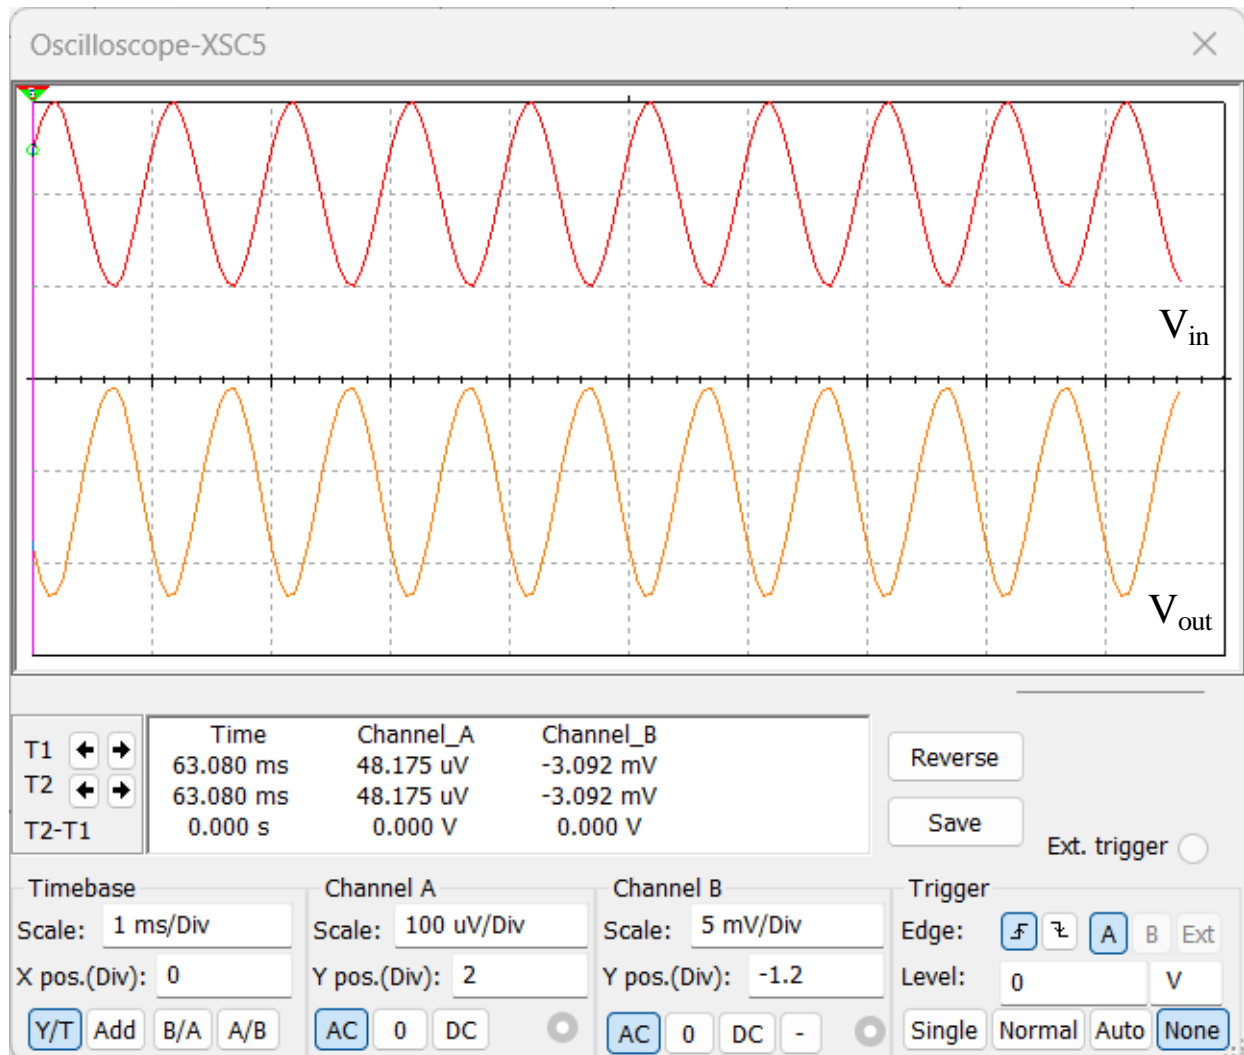 Oscilloscope-XSC5
V_in
V_out
Time Channel_A Channel_B
T1 63.080 ms 48.175 uV -3.092 mV
T2 63.080 ms 48.175 uV -3.092 mV
T2-T1 0.000 s 0.000 V 0.000 V
Reverse
Save
Ext. trigger
Timebase
Scale: 1 ms/Div
X pos.(Div): 0
Y/T Add B/A A/B
Channel A
Scale: 100 uV/Div
Y pos.(Div): 2
AC 0 DC
Channel B
Scale: 5 mV/Div
Y pos.(Div): -1.2
AC 0 DC -
Trigger
Edge: A B Ext
Level: 0 V
Single Normal Auto None